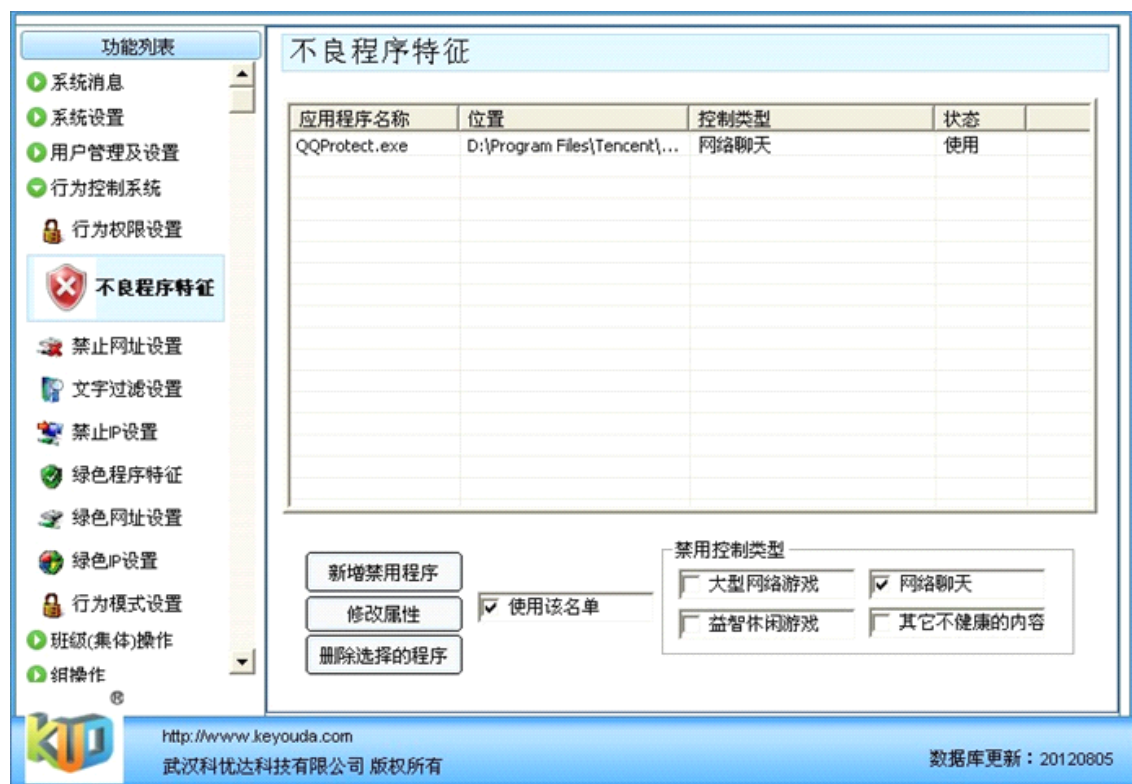 功能列表
系统消息
系统设置
用户管理及设置
行为控制系统
行为权限设置
不良程序特征
禁止网址设置
文字过滤设置
禁止IP设置
绿色程序特征
绿色网址设置
绿色IP设置
行为模式设置
班级(集体)操作
组操作
不良程序特征
应用程序名称 位置 控制类型 状态
QQProtect.exe D:\Program Files\Tencent\... 网络聊天 使用
新增禁用程序
修改属性
删除选择的程序
使用该名单
禁用控制类型
大型网络游戏 网络聊天
益智休闲游戏 其它不健康的内容
KYD ®
http://www.keyouda.com
武汉科优达科技有限公司 版权所有
数据库更新：20120805